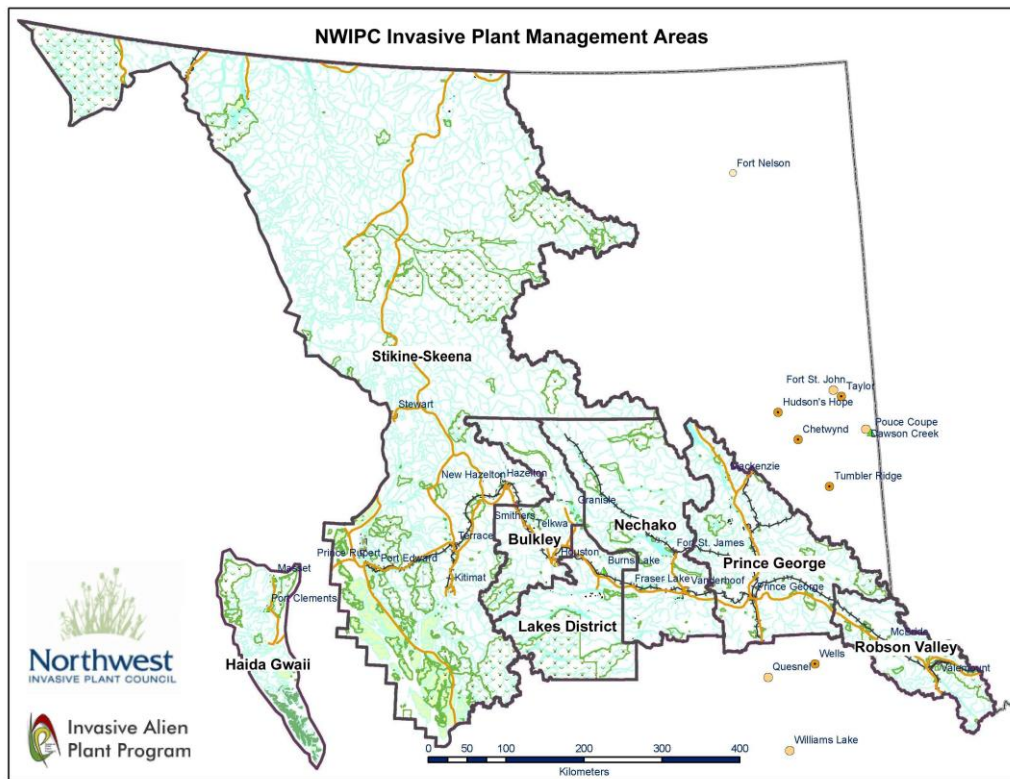 NWIPC Invasive Plant Management Areas
Fort Nelson
Stikine-Skeena
Fort St. John
Taylor
Hudson's Hope
Stewart
Pouce Coupe
Dawson Creek
Chetwynd
New Hazelton
Hazelton
Mackenzie
Tumbler Ridge
Granisle
Smithers
Telkwa
Nechako
Terrace
Bulkley
Fort St. James
Prince Rupert
Port Edward
Houston
Burns Lake
Prince George
Masset
Kitimat
Fraser Lake
Vanderhoof
Prince George
Port Clements
Lakes District
McBride
Robson Valley
Haida Gwaii
Wells
Quesnel
Valemount
Northwest
INVASIVE PLANT COUNCIL
Invasive Alien
Plant Program
Williams Lake
0 50 100 200 300 400
Kilometers